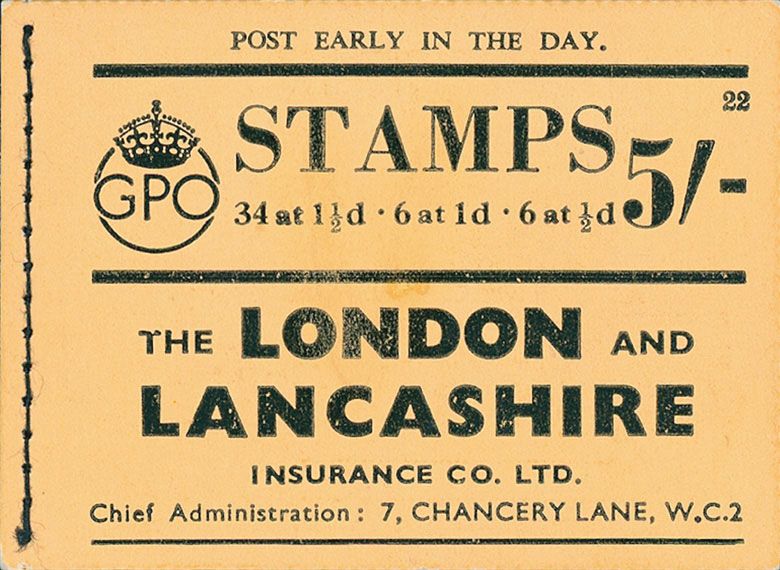 POST EARLY IN THE DAY.
22
STAMPS 5/-
GPO
34 at 1½d · 6 at 1d · 6 at ½d
THE LONDON AND
LANCASHIRE
INSURANCE CO. LTD.
Chief Administration: 7, CHANCERY LANE, W.C.2